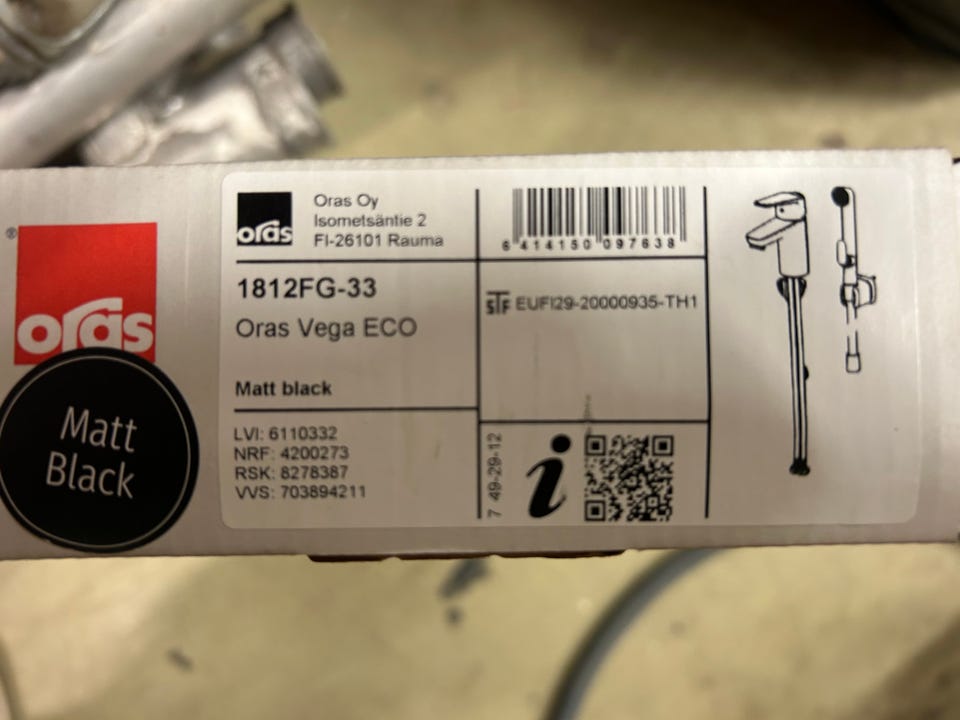 ®
oras
Matt
Black
oras
Oras Oy
Isometsäntie 2
FI-26101 Rauma
1812FG-33
Oras Vega ECO
Matt black
LVI: 6110332
NRF: 4200273
RSK: 8278387
VVS: 703894211
6 414150 097638
STF EUFI29-20000935-TH1
7 49-29-12
i